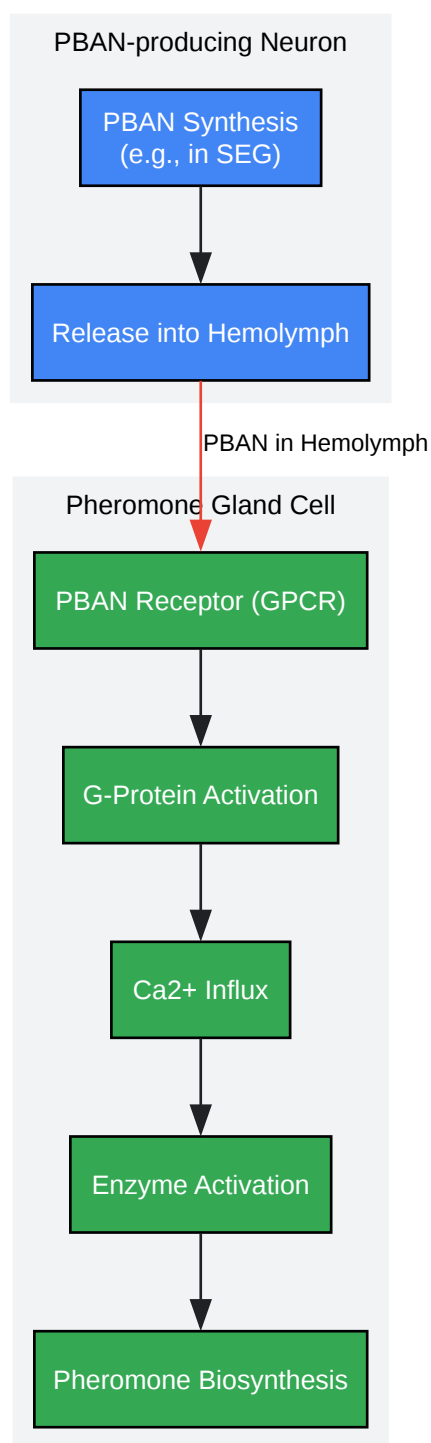 PBAN-producing Neuron
PBAN Synthesis
(e.g., in SEG)
Release into Hemolymph
PBAN in Hemolymph
Pheromone Gland Cell
PBAN Receptor (GPCR)
G-Protein Activation
Ca2+ Influx
Enzyme Activation
Pheromone Biosynthesis